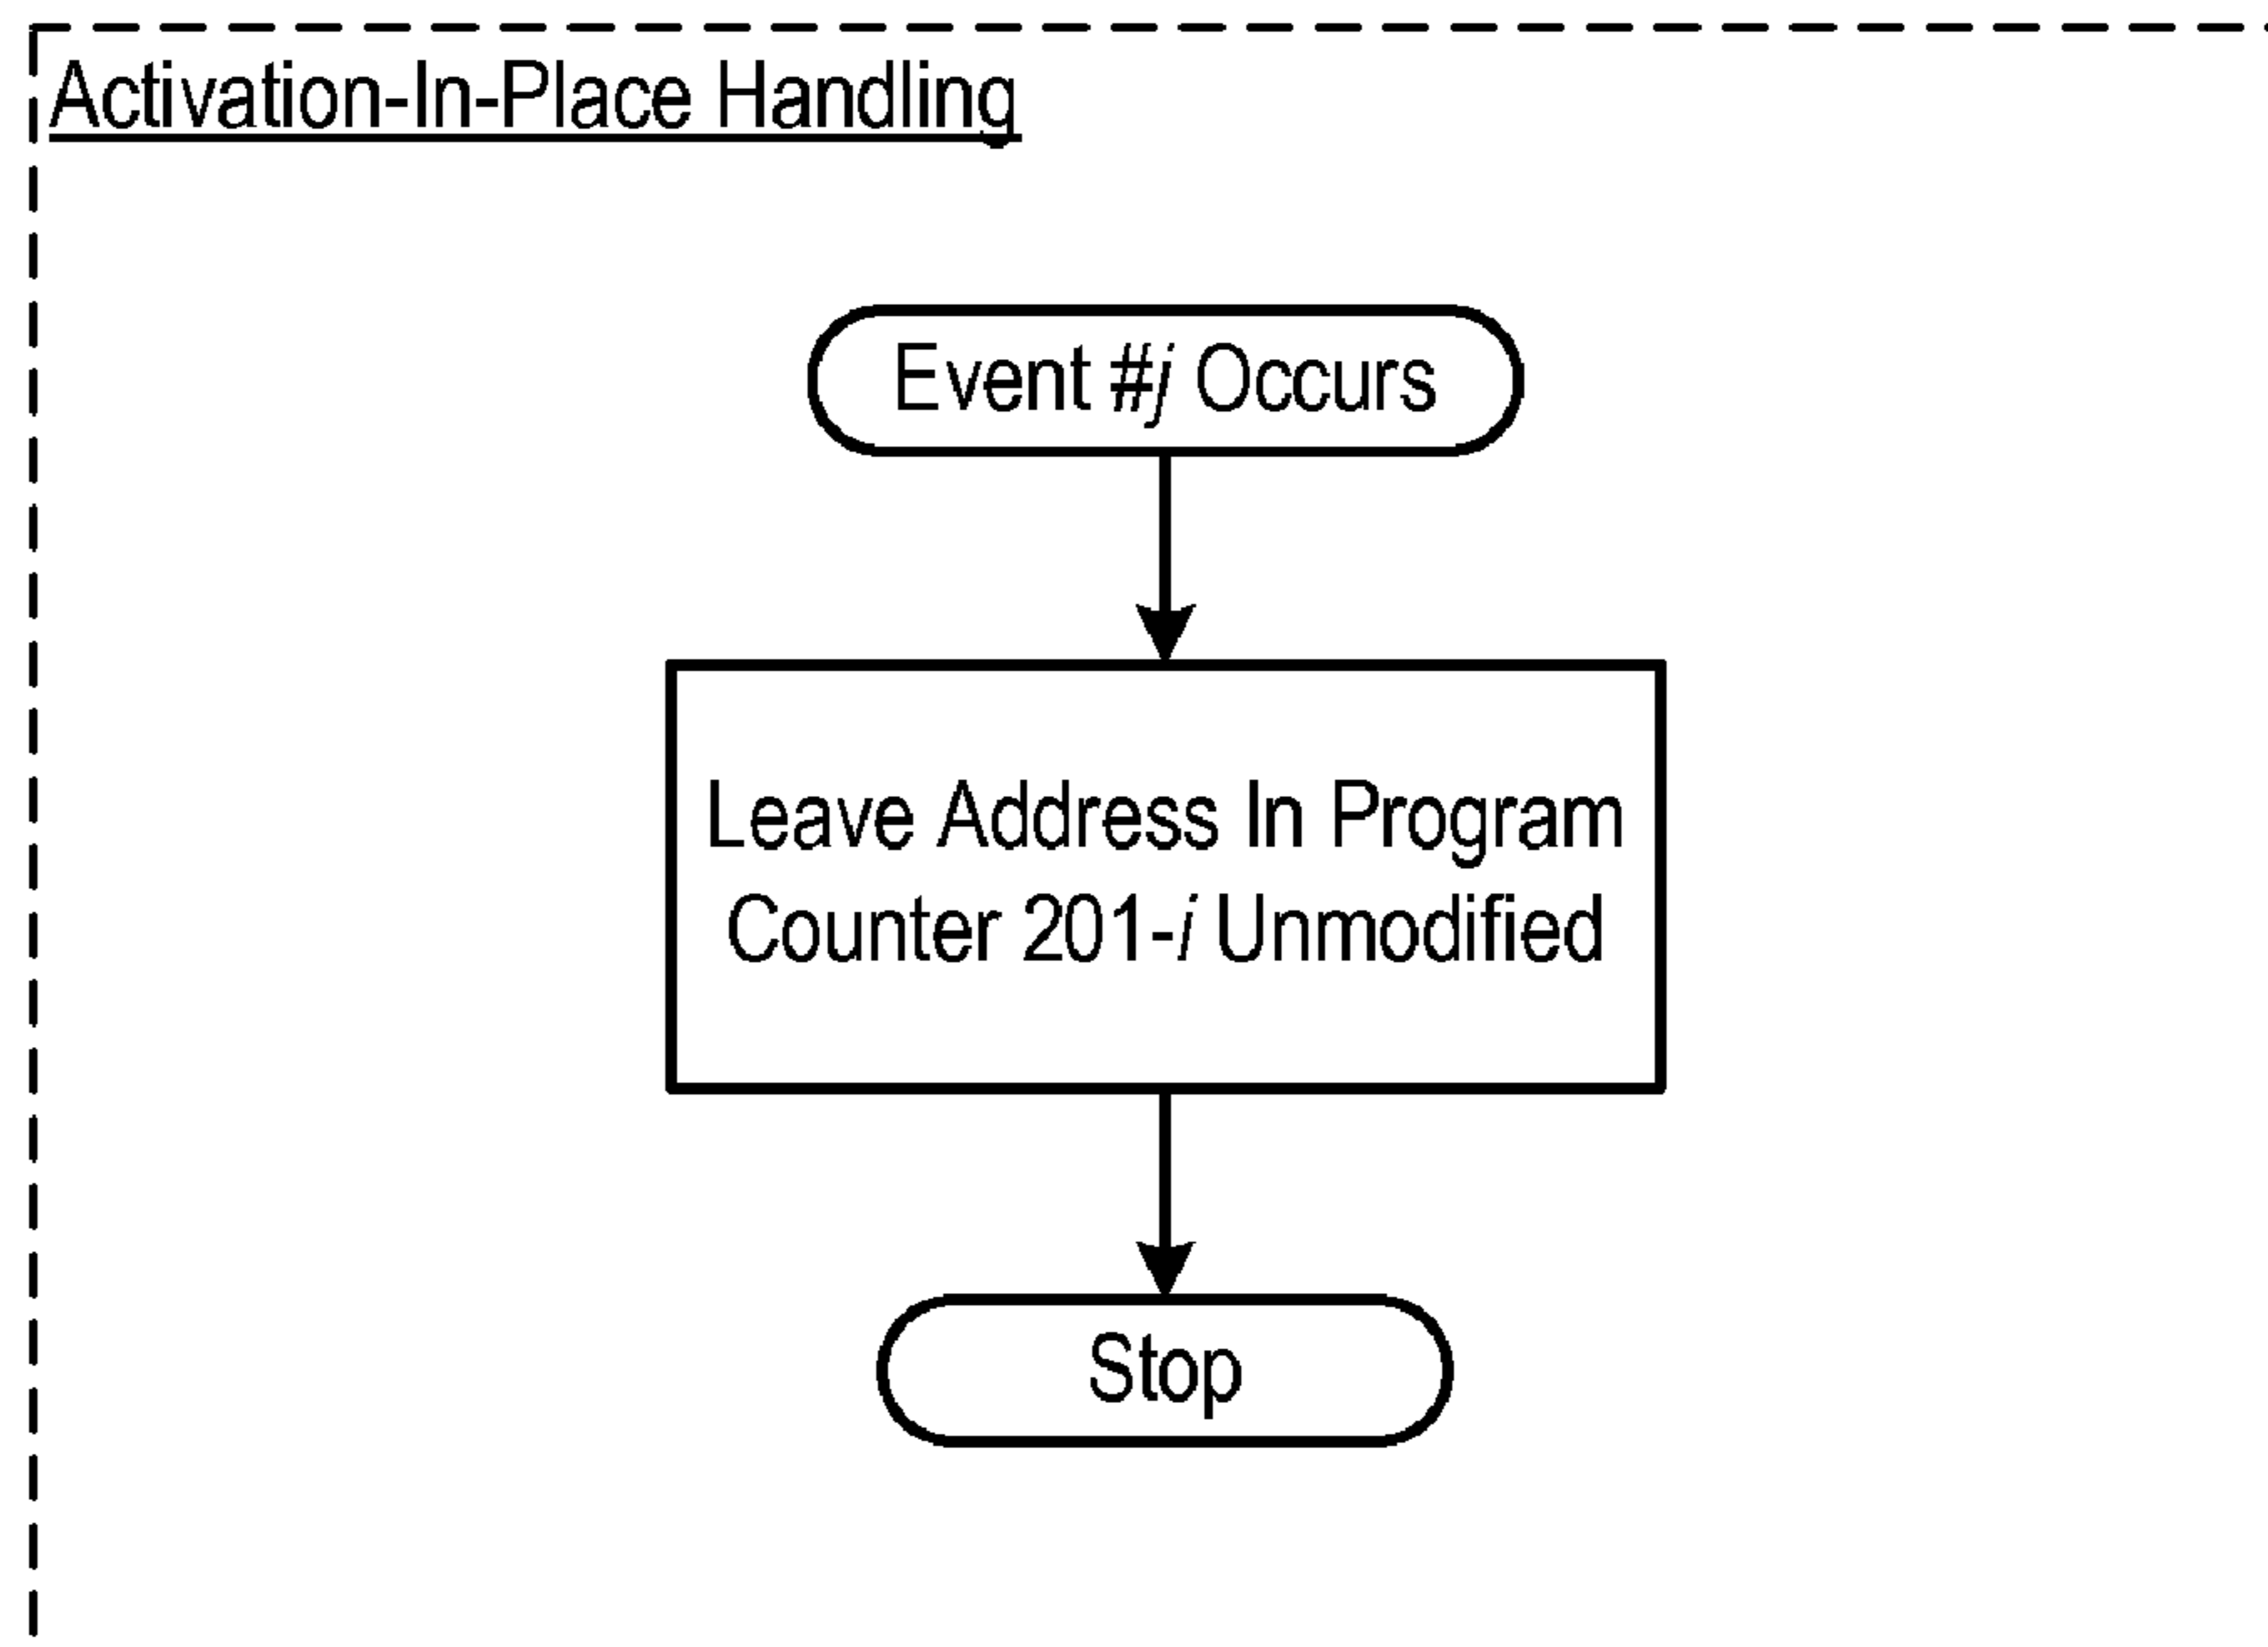 Activation-In-Place Handling
Event #j Occurs
Leave Address In Program
Counter 201-i Unmodified
Stop